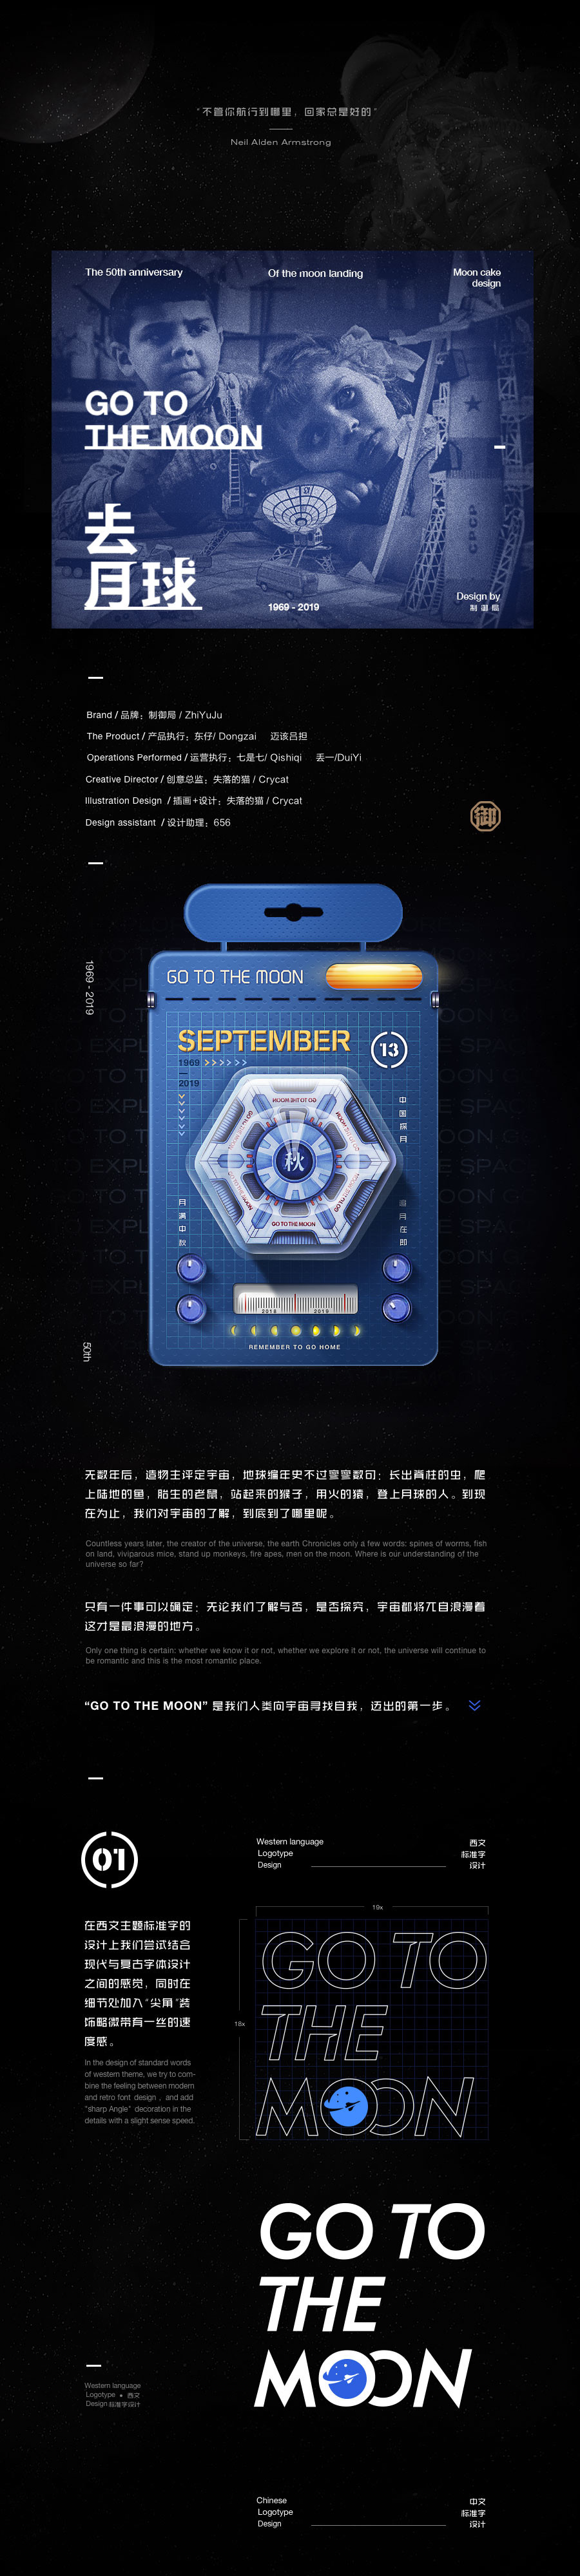 “不管你航行到哪里，回家总是好的”
Neil Alden Armstrong
The 50th anniversary
Of the moon landing
Moon cake
design
GO TO
THE MOON
CCCP
去
月球
1969 - 2019
Design by
制御局
Brand / 品牌：制御局 / ZhiYuJu
The Product / 产品执行：东仔/ Dongzai 迈该吕担
Operations Performed / 运营执行：七是七/ Qishiqi 丢一/DuiYi
Creative Director / 创意总监：失落的猫 / Crycat
Illustration Design / 插画+设计：失落的猫 / Crycat
Design assistant / 设计助理：656
1969 - 2019
GO TO THE MOON
SEPTEMBER
13
1969 >>>>>>
2019
中国探月
GO TO THE MOON
秋
GO TO THE MOON
月满中秋
月在即
2018 2019
REMEMBER TO GO HOME
50th
无数年后，造物主评定宇宙，地球编年史不过寥寥数句：长出脊柱的虫，爬
上陆地的鱼，胎生的老鼠，站起来的猴子，用火的猿，登上月球的人。到现
在为止，我们对宇宙的了解，到底到了哪里呢。
Countless years later, the creator of the universe, the earth Chronicles only a few words: spines of worms, fish
on land, viviparous mice, stand up monkeys, fire apes, men on the moon. Where is our understanding of the
universe so far?
只有一件事可以确定：无论我们了解与否，是否探究，宇宙都将兀自浪漫着
这才是最浪漫的地方。
Only one thing is certain: whether we know it or not, whether we explore it or not, the universe will continue to
be romantic and this is the most romantic place.
“GO TO THE MOON” 是我们人类向宇宙寻找自我，迈出的第一步。
01
Western language
Logotype
Design
西文
标准字
设计
在西文主题标准字的
设计上我们尝试结合
现代与复古字体设计
之间的感觉，同时在
细节处加入“尖角”装
饰略微带有一丝的速
度感。
In the design of standard words
of western theme, we try to com-
bine the feeling between modern
and retro font design， and add
"sharp Angle" decoration in the
details with a slight sense speed.
19x
18x
GO TO
THE
MOON
GO TO
THE
MOON
Western language
Logotype • 西文
Design 标准字设计
Chinese
Logotype
Design
中文
标准字
设计